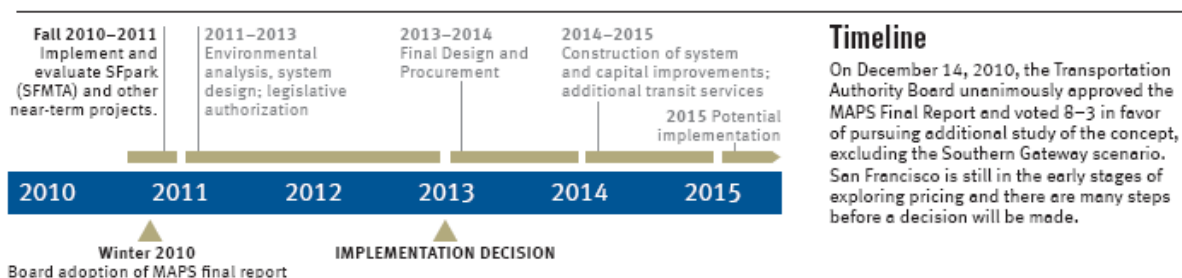 Fall 2010–2011
Implement and
evaluate SFpark
(SFMTA) and other
near-term projects.
2011–2013
Environmental
analysis, system
design; legislative
authorization
2013–2014
Final Design and
Procurement
2014–2015
Construction of system
and capital improvements;
additional transit services
2015 Potential
implementation
2010
2011
2012
2013
2014
2015
Winter 2010
Board adoption of MAPS final report
IMPLEMENTATION DECISION
Timeline
On December 14, 2010, the Transportation
Authority Board unanimously approved the
MAPS Final Report and voted 8–3 in favor
of pursuing additional study of the concept,
excluding the Southern Gateway scenario.
San Francisco is still in the early stages of
exploring pricing and there are many steps
before a decision will be made.